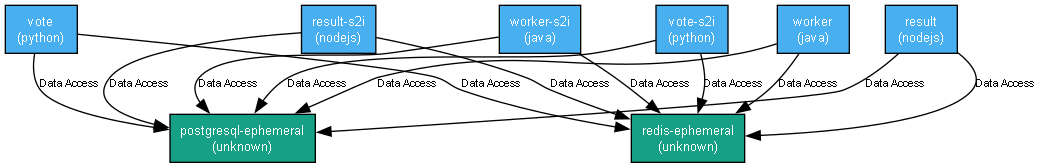 vote
(python)
result-s2i
(nodejs)
worker-s2i
(java)
vote-s2i
(python)
worker
(java)
result
(nodejs)
Data Access
Data Access
Data Access
Data Access
Data Access
Data Access
Data Access
Data Access
Data Access
Data Access
Data Access
Data Access
postgresql-ephemeral
(unknown)
redis-ephemeral
(unknown)